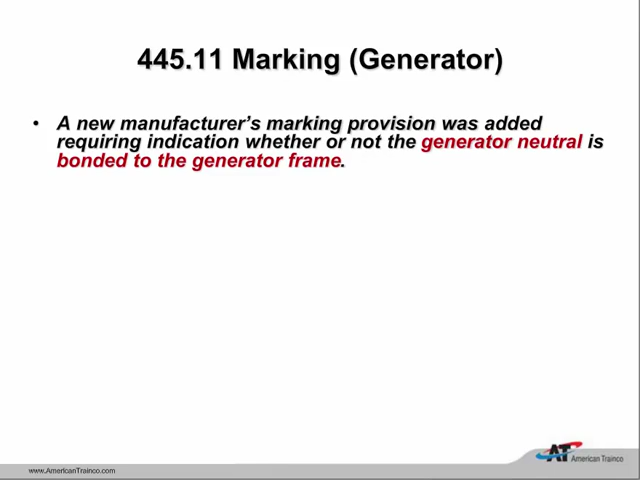 445.11 Marking (Generator)
• A new manufacturer's marking provision was added
requiring indication whether or not the generator neutral is
bonded to the generator frame.
AT American Trainco
www.AmericanTrainco.com